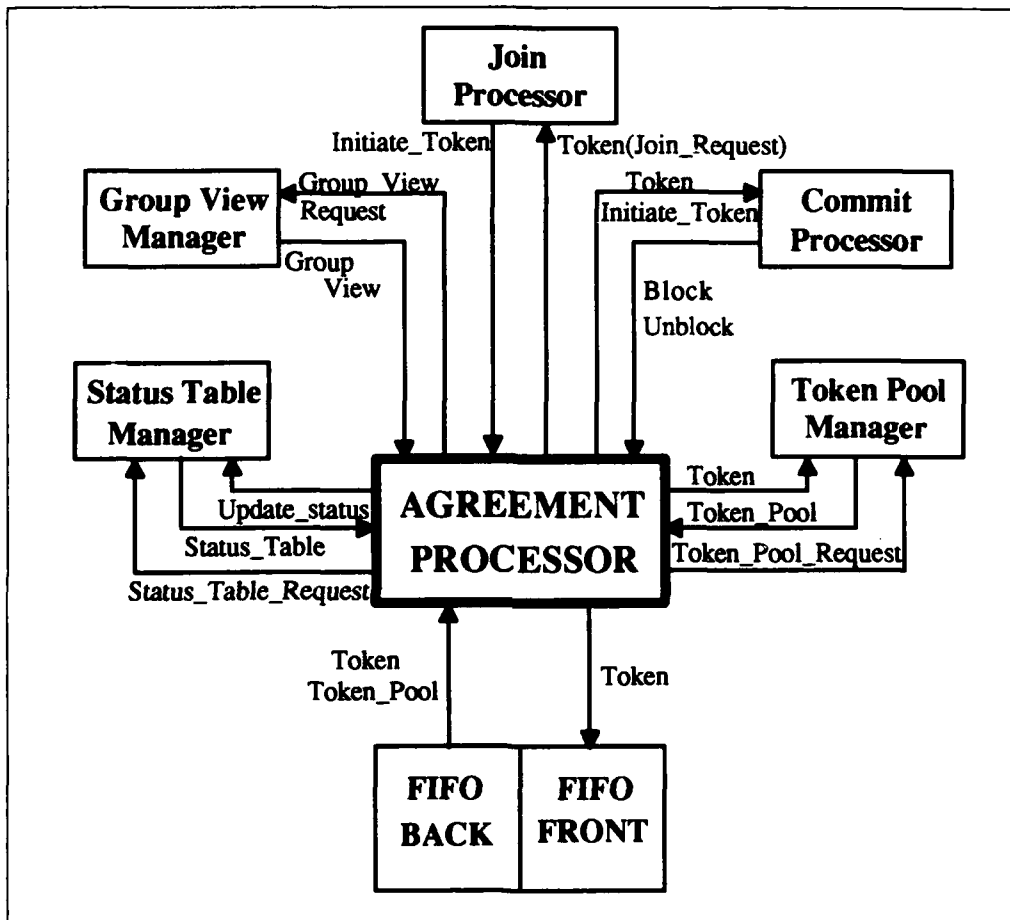 Join
Processor
Initiate_Token
Token(Join_Request)
Group View
Manager
Group_View
Request
Group
View
Token
Initiate_Token
Commit
Processor
Block
Unblock
Status Table
Manager
Token Pool
Manager
Update_status
Status_Table
Status_Table_Request
AGREEMENT
PROCESSOR
Token
Token_Pool
Token_Pool_Request
Token
Token_Pool
Token
FIFO
BACK
FIFO
FRONT